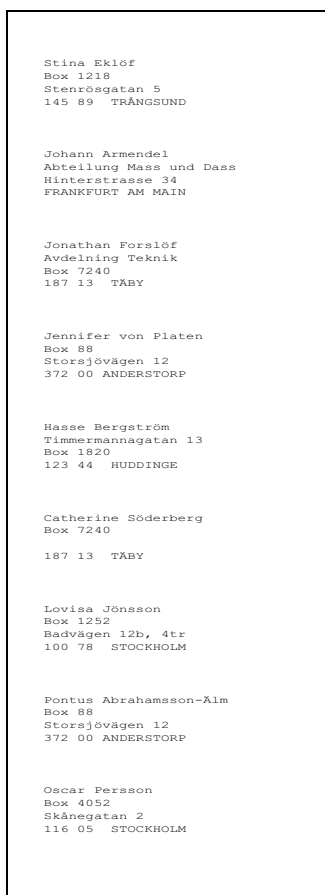 Stina Eklöf
Box 1218
Stenrösgatan 5
145 89  TRÅNGSUND
Johann Armendel
Abteilung Mass und Dass
Hinterstrasse 34
FRANKFURT AM MAIN
Jonathan Forslöf
Avdelning Teknik
Box 7240
187 13  TÄBY
Jennifer von Platen
Box 88
Storsjövägen 12
372 00 ANDERSTORP
Hasse Bergström
Timmermannagatan 13
Box 1820
123 44  HUDDINGE
Catherine Söderberg
Box 7240
187 13  TÄBY
Lovisa Jönsson
Box 1252
Badvägen 12b, 4tr
100 78  STOCKHOLM
Pontus Abrahamsson-Älm
Box 88
Storsjövägen 12
372 00 ANDERSTORP
Oscar Persson
Box 4052
Skånegatan 2
116 05  STOCKHOLM